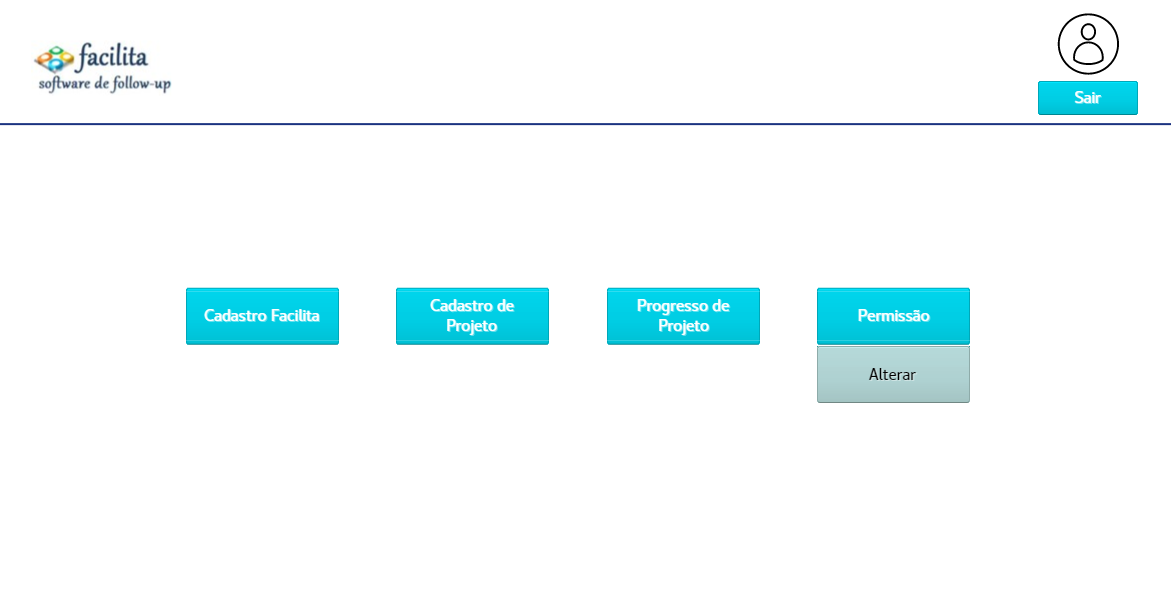 facilita
software de follow-up
Sair
Cadastro Facilita
Cadastro de
Projeto
Progresso de
Projeto
Permissão
Alterar